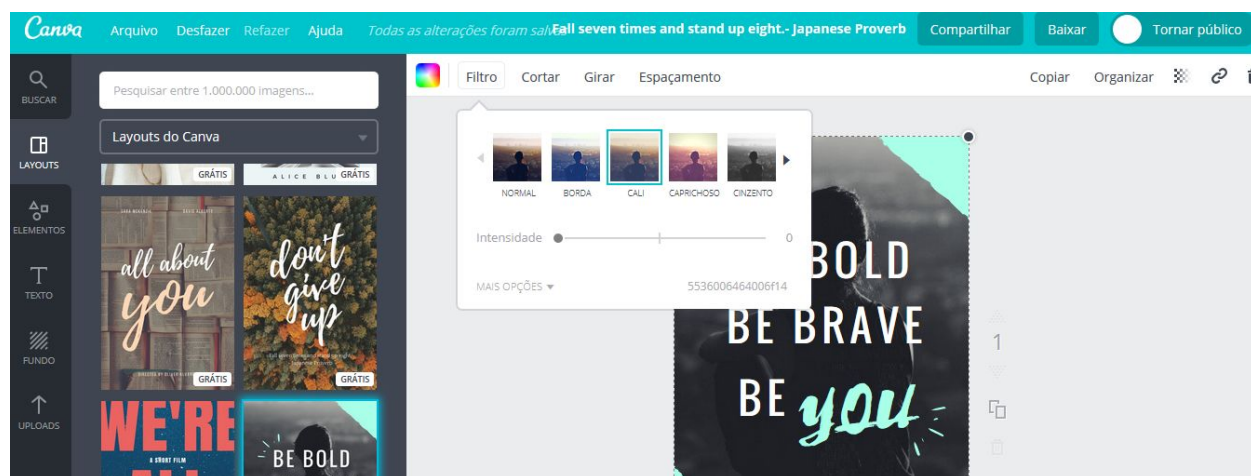 Canva Arquivo Desfazer Refazer Ajuda Todas as alterações foram salv Fall seven times and stand up eight.- Japanese Proverb Compartilhar Baixar Tornar público
BUSCAR
LAYOUTS
ELEMENTOS
TEXTO
FUNDO
UPLOADS
Pesquisar entre 1.000.000 imagens...
Layouts do Canva
GRÁTIS
ALICE BLU GRÁTIS
all about
you
GRÁTIS
don't
give
up
GRÁTIS
WE'RE
A SHORT FILM
BE BOLD
Filtro Cortar Girar Espaçamento
Copiar Organizar
NORMAL BORDA CALI CAPRICHOSO CINZENTO
Intensidade 0
MAIS OPÇÕES 5536006464006f14
BOLD
BE BRAVE
BE you
1